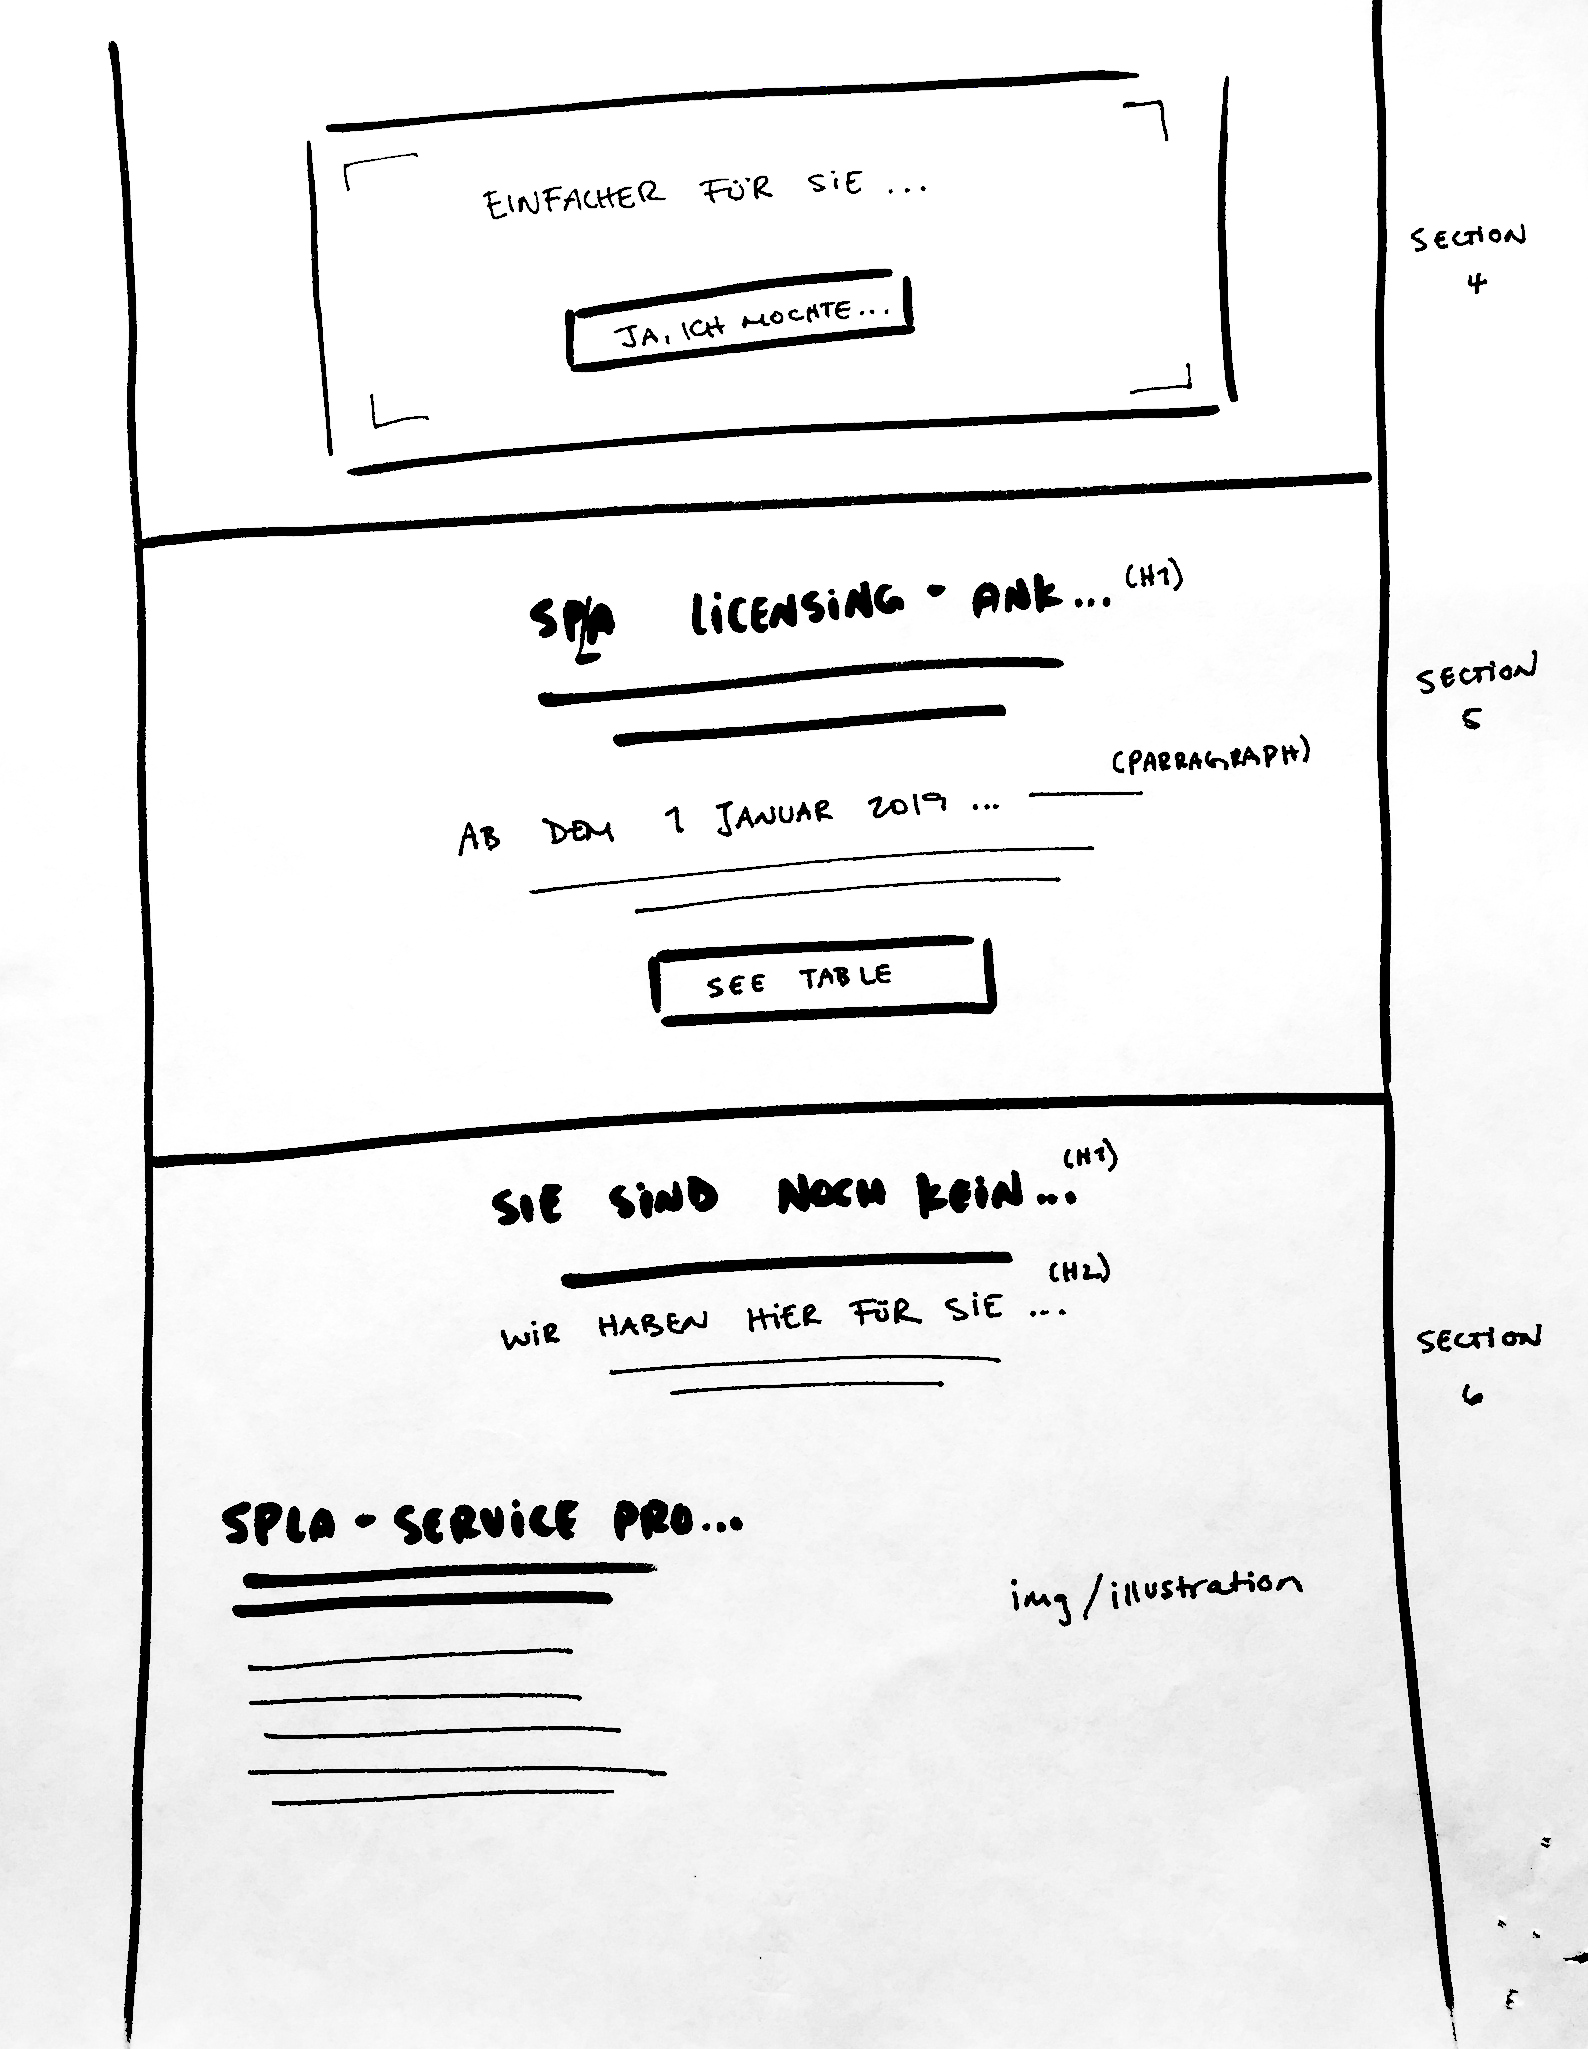 EINFACHER FÜR SIE ...
JA, ICH MOCHTE...
SECTION
4
SPLA LICENSING - ANK... (H1)
SECTION
5
(PARRAGRAPH)
AB DEM 1 JANUAR 2019 ...
SEE TABLE
SIE SIND NOCH KEIN... (H1)
(H2)
WIR HABEN HIER FÜR SIE ...
SECTION
6
SPLA - SERVICE PRO...
img/illustration